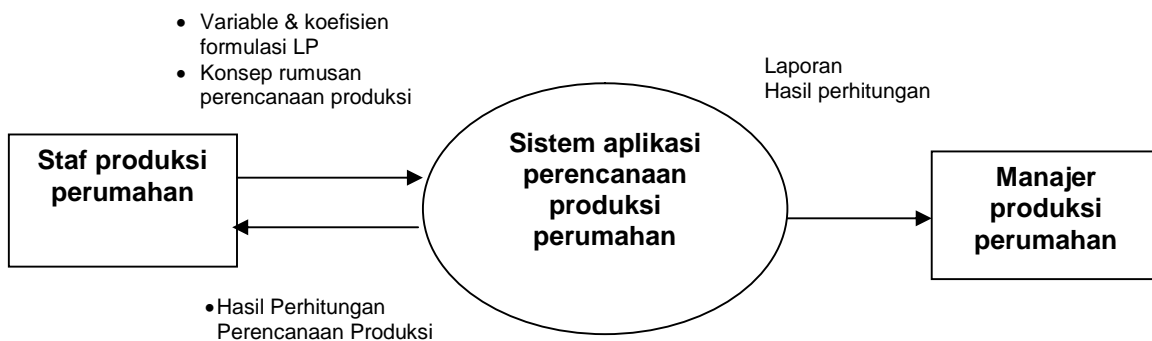 • Variable & koefisien
formulasi LP
• Konsep rumusan
perencanaan produksi
Laporan
Hasil perhitungan
Staf produksi
perumahan
Sistem aplikasi
perencanaan
produksi
perumahan
Manajer
produksi
perumahan
•Hasil Perhitungan
Perencanaan Produksi